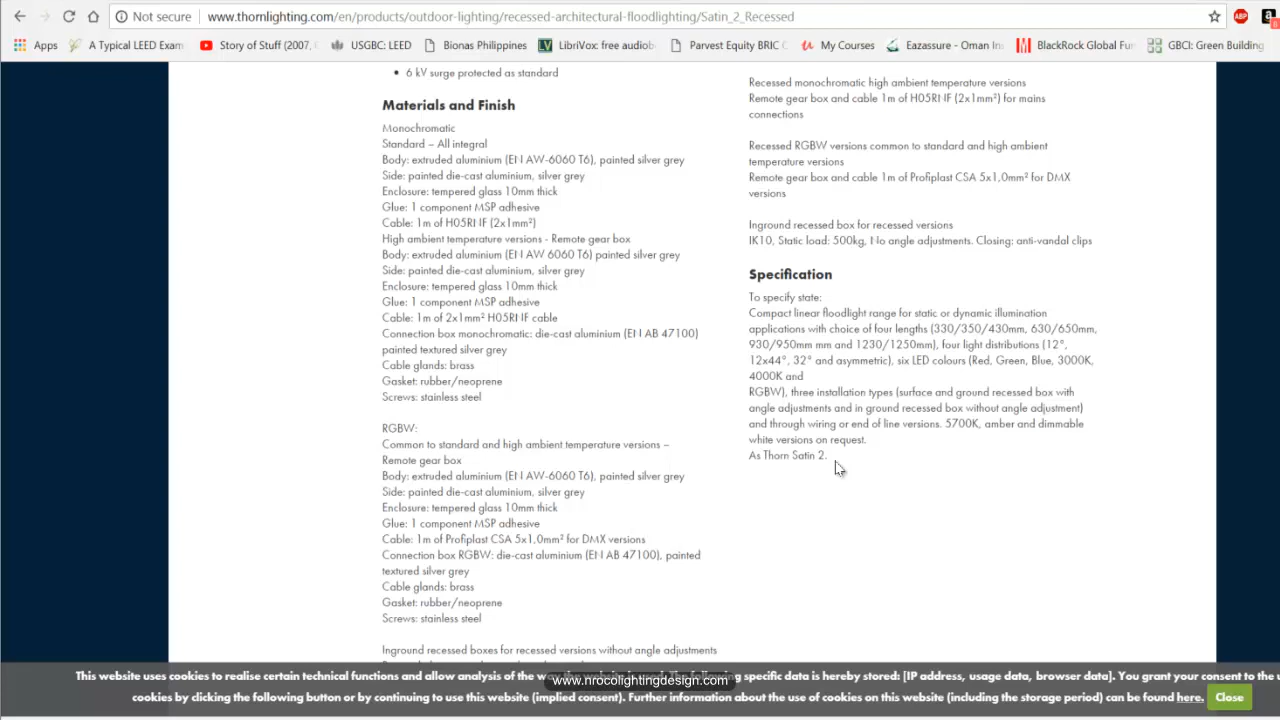 Not secure
www.thornlighting.com/en/products/outdoor-lighting/recessed-architectural-floodlighting/Satin_2_Recessed
ABP
Apps
A Typical LEED Exam
Story of Stuff (2007,
USGBC: LEED
Bionas Philippines
LibriVox: free audiob
Parvest Equity BRIC
My Courses
Eazassure - Oman In
BlackRock Global Fu
GBCI: Green Building
6 kV surge protected as standard
Materials and Finish
Monochromatic
Standard – All integral
Body: extruded aluminium (EN AW-6060 T6), painted silver grey
Side: painted die-cast aluminium, silver grey
Enclosure: tempered glass 10mm thick
Glue: 1 component MSP adhesive
Cable: 1m of H05RNF (2x1mm²)
High ambient temperature versions - Remote gear box
Body: extruded aluminium (EN AW 6060 T6) painted silver grey
Side: painted die-cast aluminium, silver grey
Enclosure: tempered glass 10mm thick
Glue: 1 component MSP adhesive
Cable: 1m of 2x1mm² H05RNF cable
Connection box monochromatic: die-cast aluminium (EN AB 47100)
painted textured silver grey
Cable glands: brass
Gasket: rubber/neoprene
Screws: stainless steel
RGBW:
Common to standard and high ambient temperature versions –
Remote gear box
Body: extruded aluminium (EN AW-6060 T6), painted silver grey
Side: painted die-cast aluminium, silver grey
Enclosure: tempered glass 10mm thick
Glue: 1 component MSP adhesive
Cable: 1m of Profiplast CSA 5x1,0mm² for DMX versions
Connection box RGBW: die-cast aluminium (EN AB 47100), painted
textured silver grey
Cable glands: brass
Gasket: rubber/neoprene
Screws: stainless steel
Inground recessed boxes for recessed versions without angle adjustments
Recessed monochromatic high ambient temperature versions
Remote gear box and cable 1m of H05RNF (2x1mm²) for mains
connections
Recessed RGBW versions common to standard and high ambient
temperature versions
Remote gear box and cable 1m of Profiplast CSA 5x1,0mm² for DMX
versions
Inground recessed box for recessed versions
IK10, Static load: 500kg, No angle adjustments. Closing: anti-vandal clips
Specification
To specify state:
Compact linear floodlight range for static or dynamic illumination
applications with choice of four lengths (330/350/430mm, 630/650mm,
930/950mm mm and 1230/1250mm), four light distributions (12°,
12x44°, 32° and asymmetric), six LED colours (Red, Green, Blue, 3000K,
4000K and
RGBW), three installation types (surface and ground recessed box with
angle adjustments and in ground recessed box without angle adjustment)
and through wiring or end of line versions. 5700K, amber and dimmable
white versions on request.
As Thorn Satin 2.
This website uses cookies to realise certain technical functions and allow analysis of the specific data is hereby stored: [IP address, usage data, browser data]. You grant your consent to the u
www.nrocolightingdesign.com
cookies by clicking the following button or by continuing to use this website (implied consent). Further information about the use of cookies on this website (including the storage period) can be found here.
Close